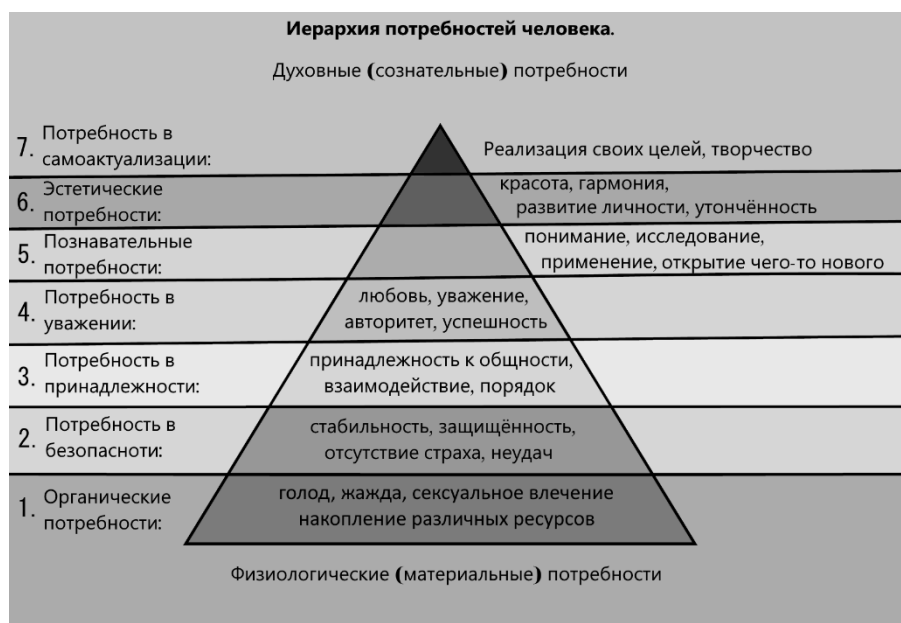 Иерархия потребностей человека.
Духовные (сознательные) потребности
7. Потребность в
самоактуализации:
Реализация своих целей, творчество
6. Эстетические
потребности:
красота, гармония,
развитие личности, утончённость
5. Познавательные
потребности:
понимание, исследование,
применение, открытие чего-то нового
4. Потребность в
уважении:
любовь, уважение,
авторитет, успешность
3. Потребность в
принадлежности:
принадлежность к общности,
взаимодействие, порядок
2. Потребность в
безопасноти:
стабильность, защищённость,
отсутствие страха, неудач
1. Органические
потребности:
голод, жажда, сексуальное влечение
накопление различных ресурсов
Физиологические (материальные) потребности